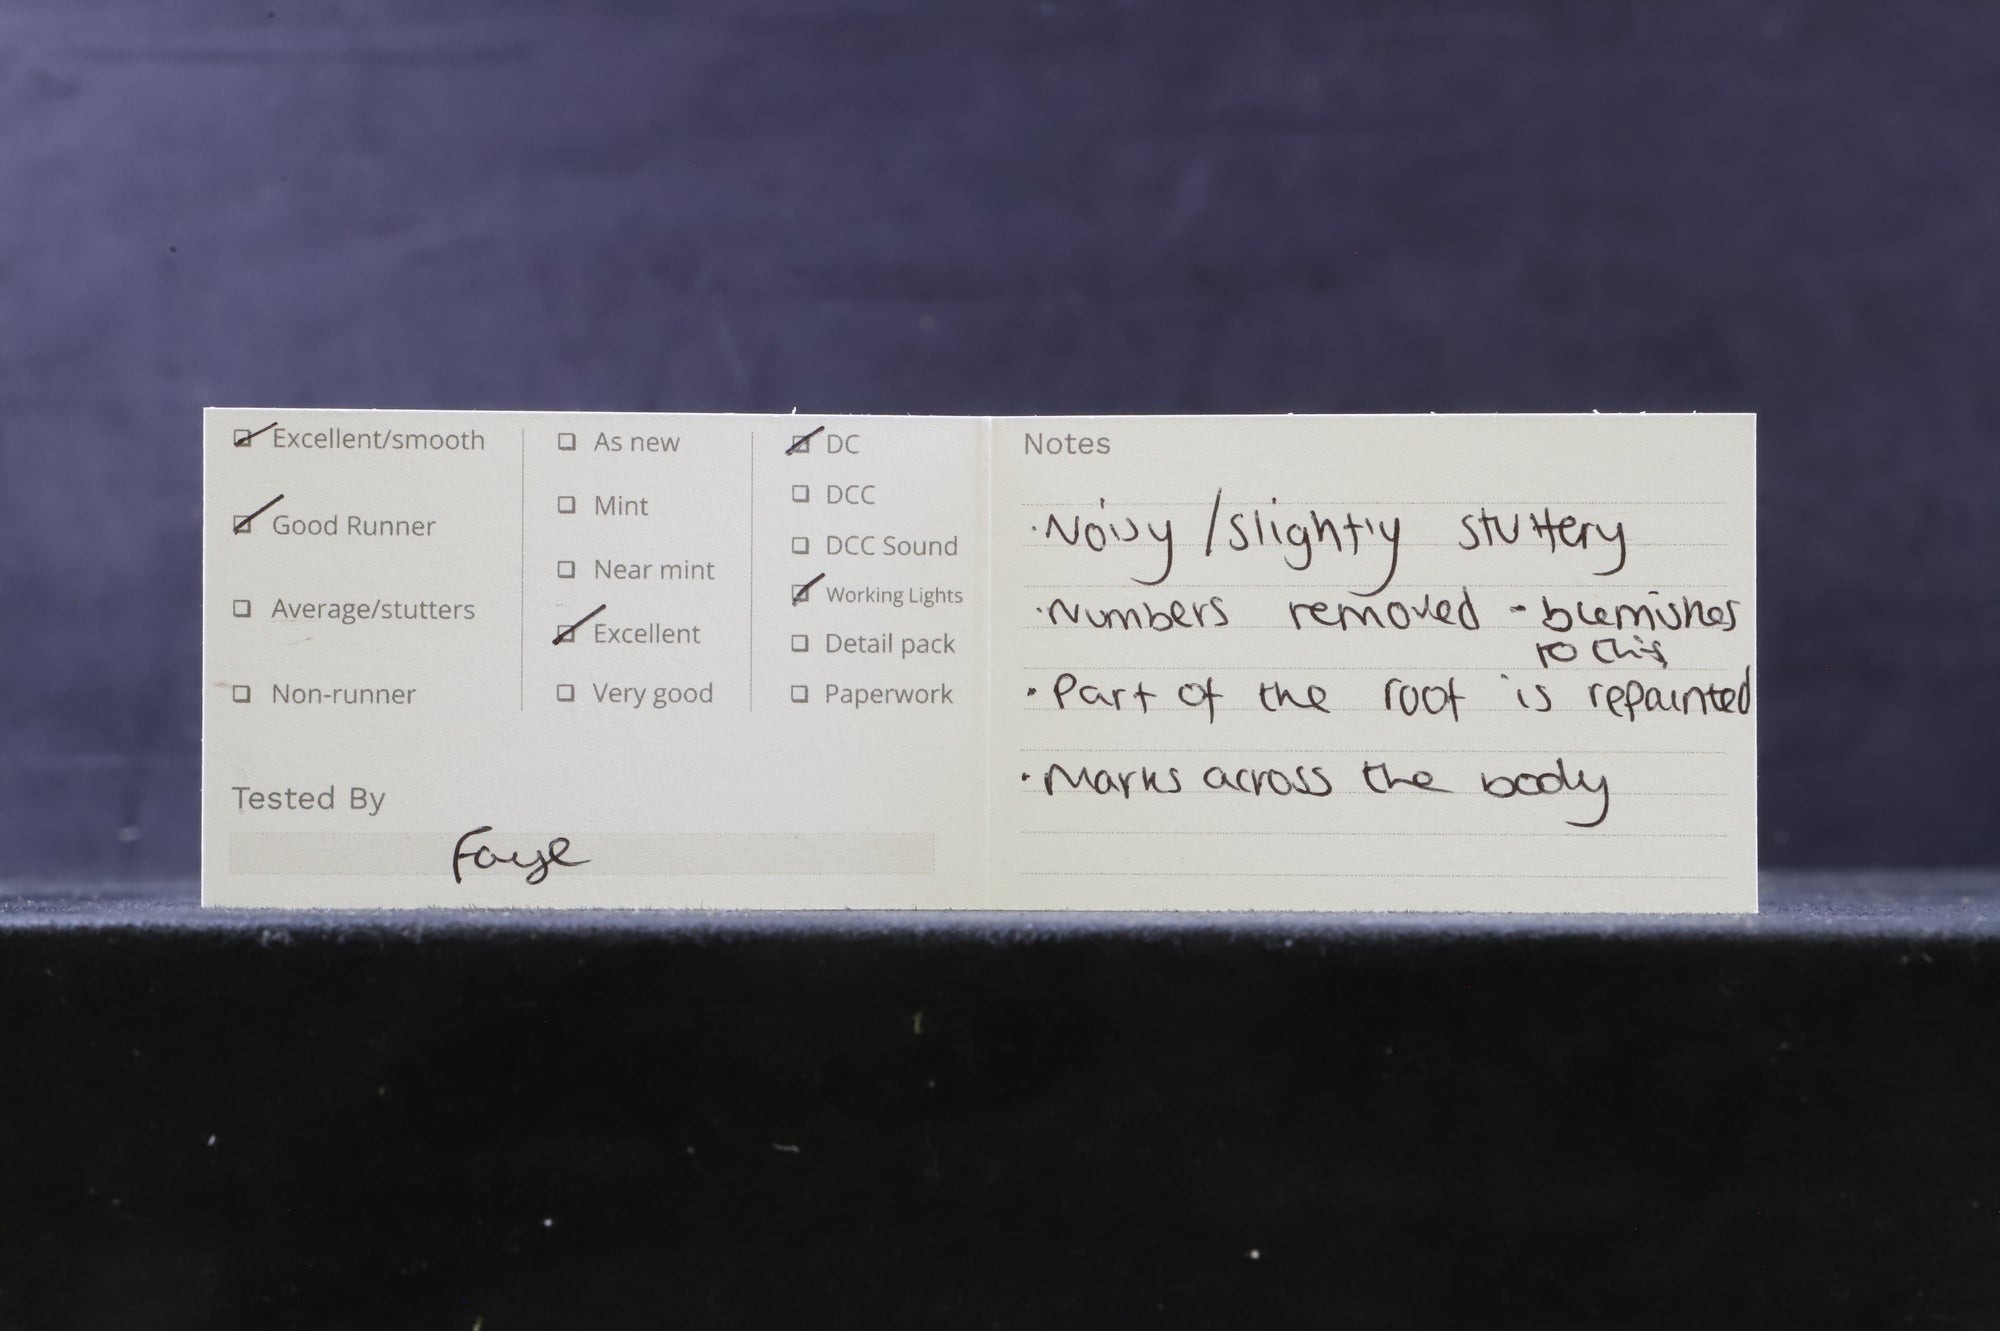 Excellent/smooth
Good Runner
Average/stutters
Non-runner
As new
Mint
Near mint
Excellent
Very good
DC
DCC
DCC Sound
Working Lights
Detail pack
Paperwork
Tested By
Faye
Notes
·Noisy /slightly stuttery
·Numbers removed - blemishes
to this
·Part of the roof is repainted
·Marks across the body